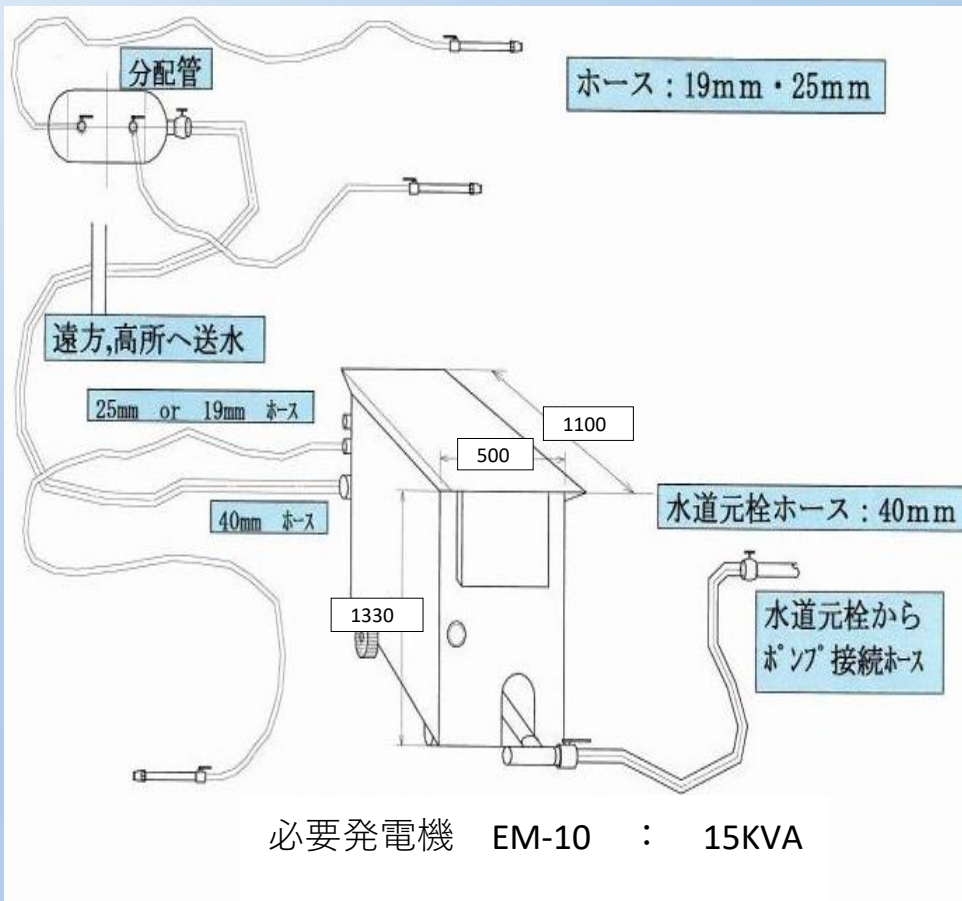 分配管
ホース：19mm・25mm
遠方,高所へ送水
25mm or 19mm ﾎｰｽ
1100
500
水道元栓ホース：40mm
40mm ﾎｰｽ
1330
水道元栓から
ﾎﾟﾝﾌﾟ接続ﾎｰｽ
必要発電機 EM-10 ： 15KVA